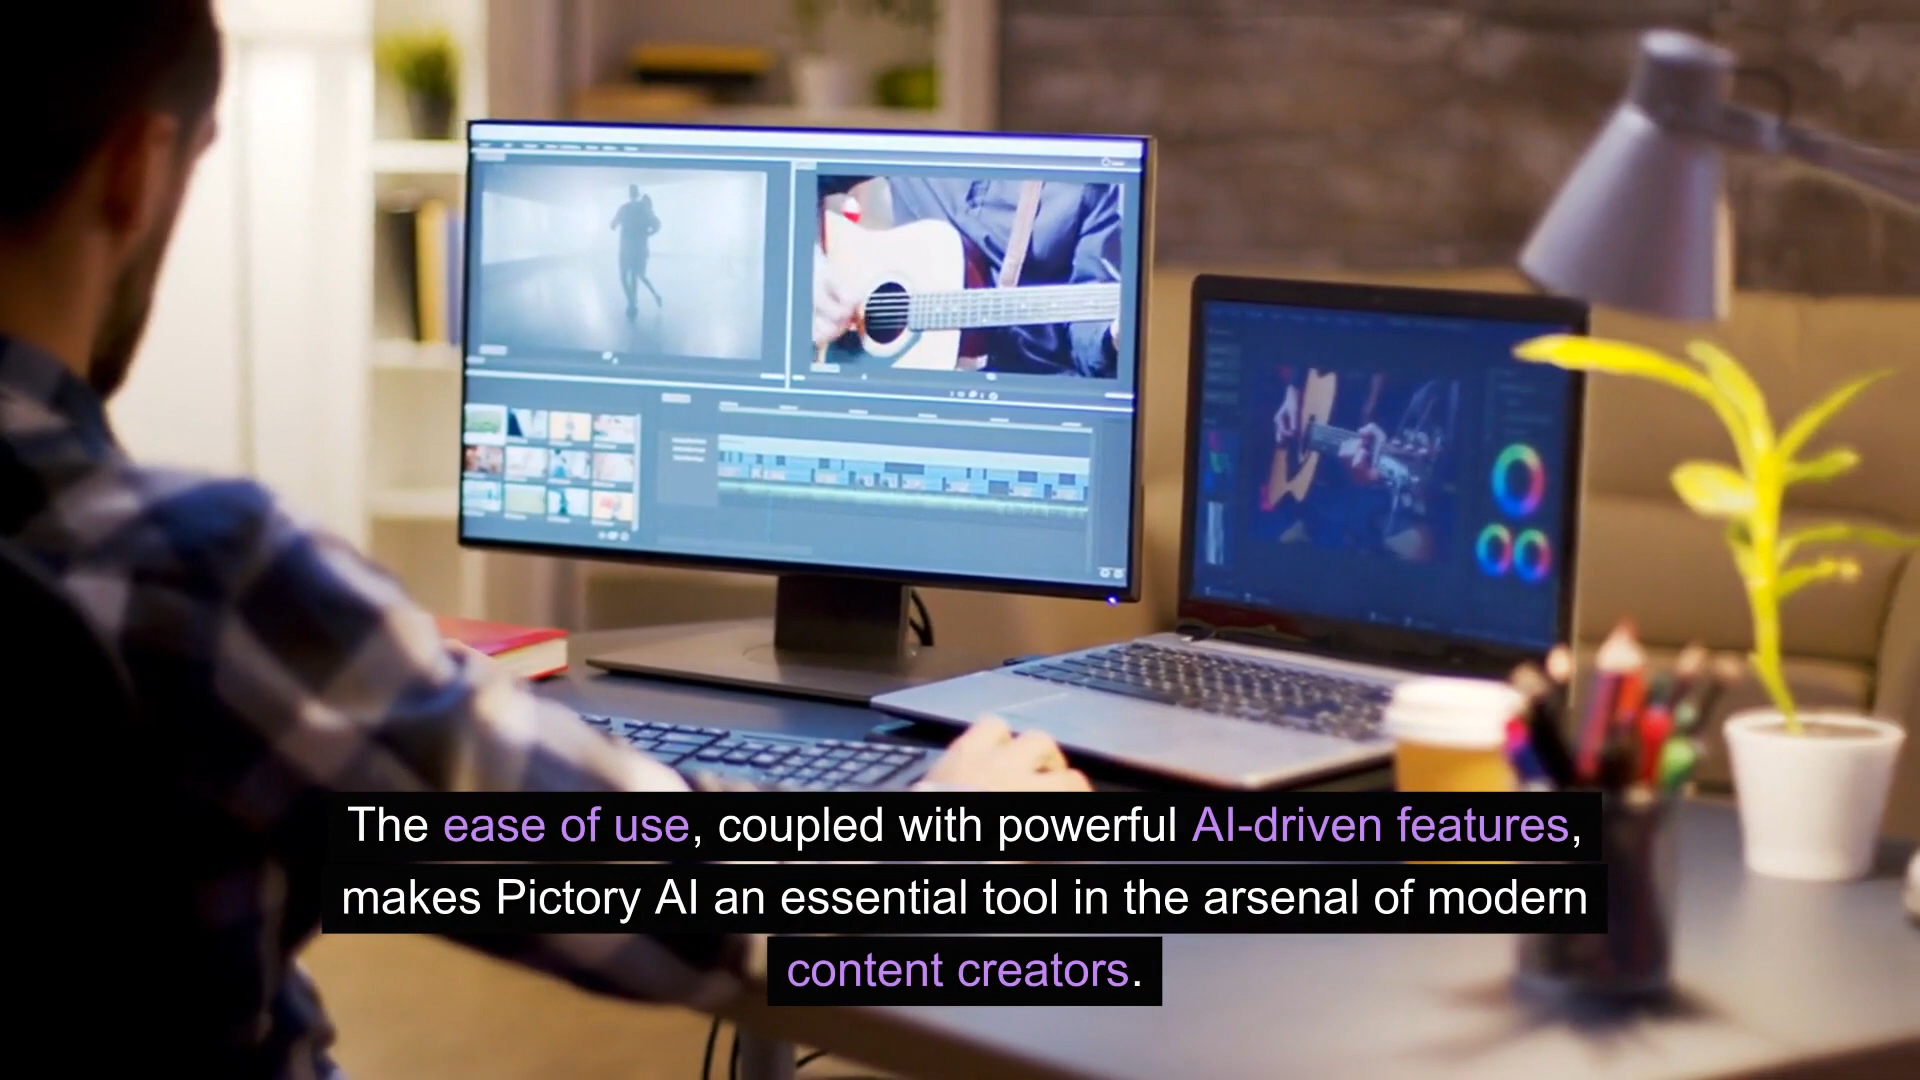 The ease of use, coupled with powerful AI-driven features,
makes Pictory AI an essential tool in the arsenal of modern
content creators.